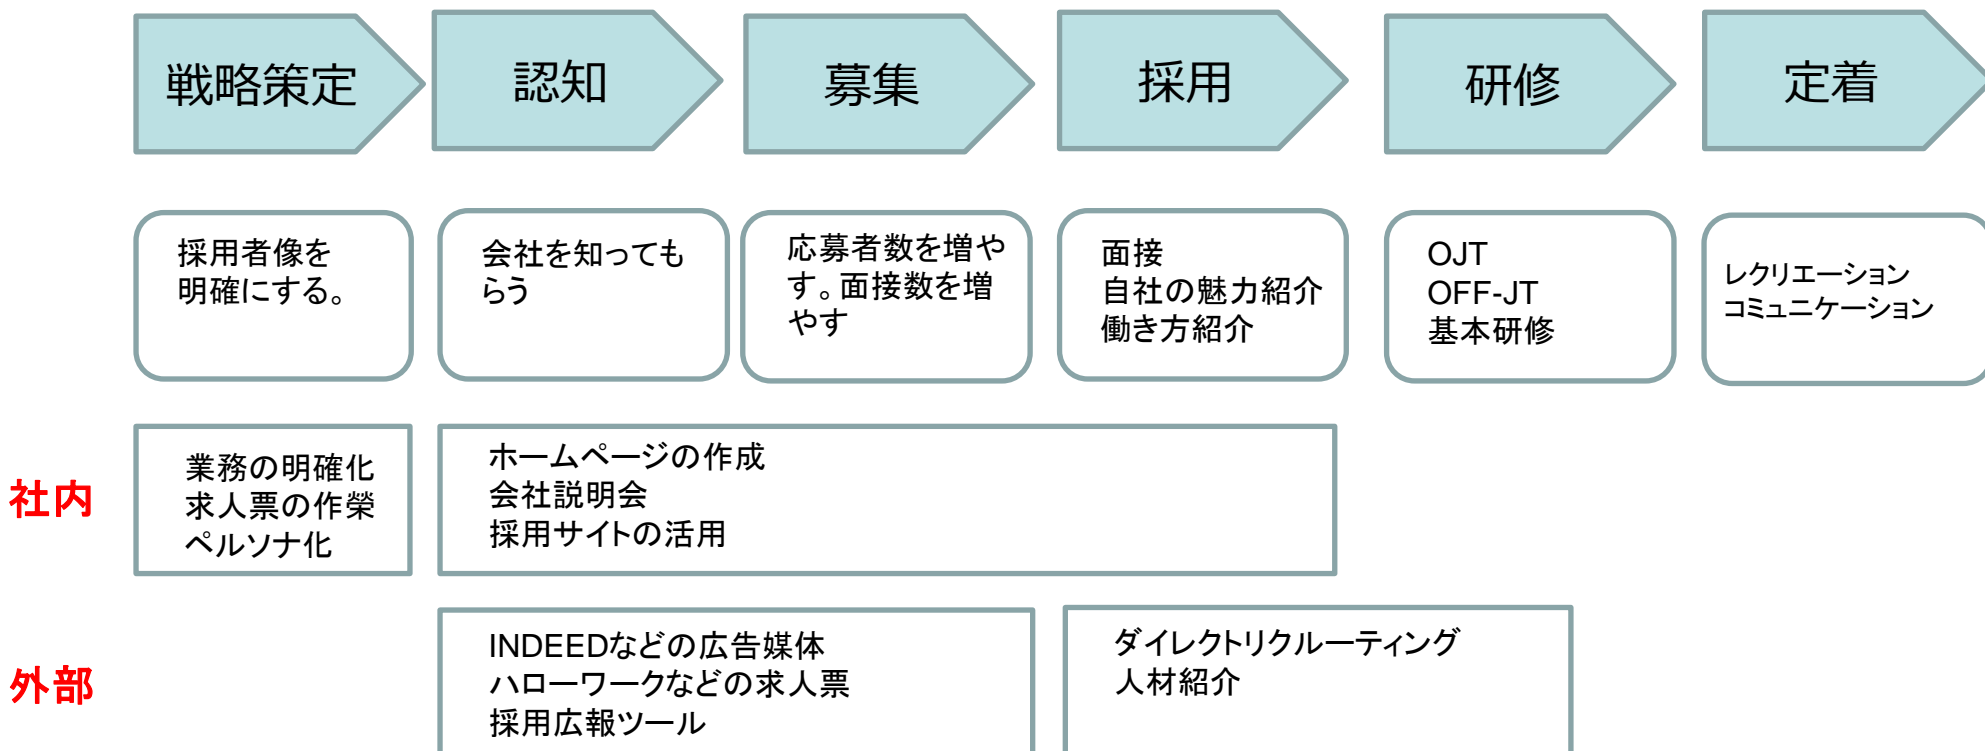 戦略策定
認知
募集
採用
研修
定着
採用者像を
明確にする。
会社を知っても
らう
応募者数を増や
す。面接数を増
やす
面接
自社の魅力紹介
働き方紹介
OJT
OFF-JT
基本研修
レクリエーション
コミュニケーション
社内
業務の明確化
求人票の作榮
ペルソナ化
ホームページの作成
会社説明会
採用サイトの活用
外部
INDEEDなどの広告媒体
ハローワークなどの求人票
採用広報ツール
ダイレクトリクルーティング
人材紹介